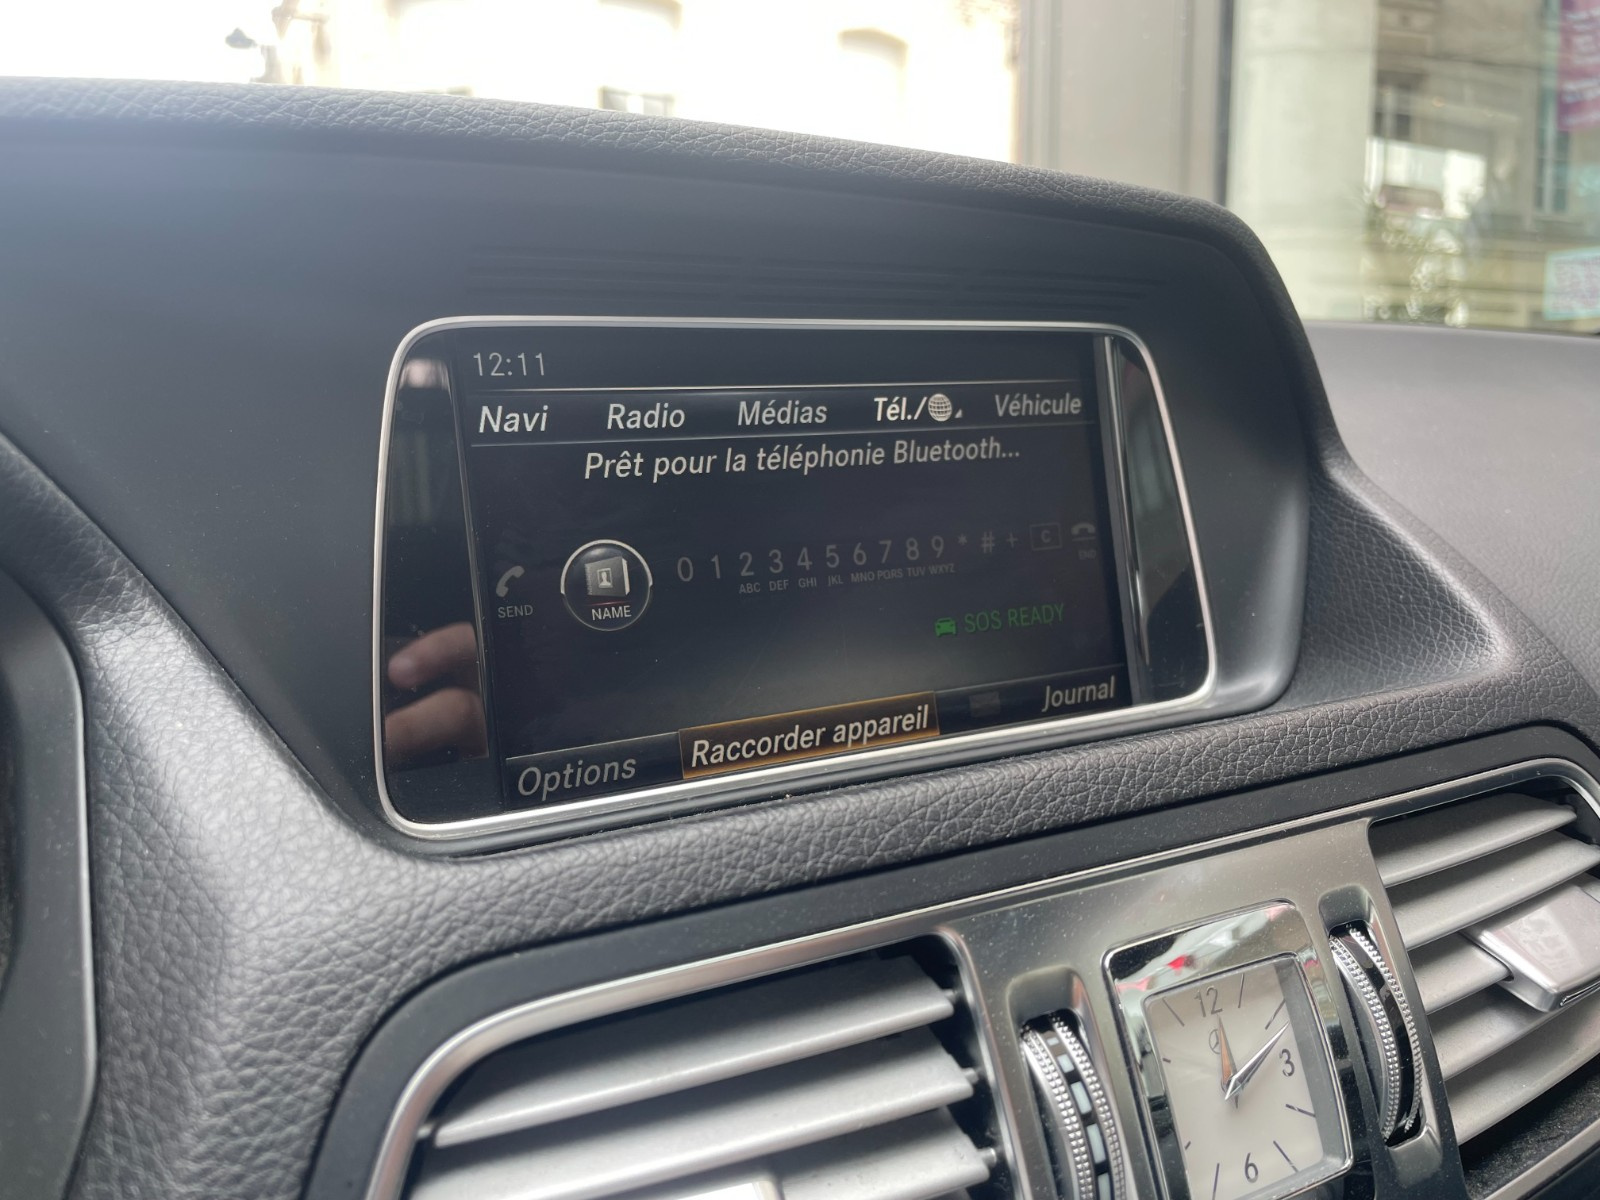 12:11
Navi Radio Médias Tél./ Véhicule
Prêt pour la téléphonie Bluetooth...
SEND NAME 0 1 2 3 4 5 6 7 8 9 * # + C END
ABC DEF GHI JKL MNO PQRS TUV WXYZ
SOS READY
Options Raccorder appareil Journal
12
3
6